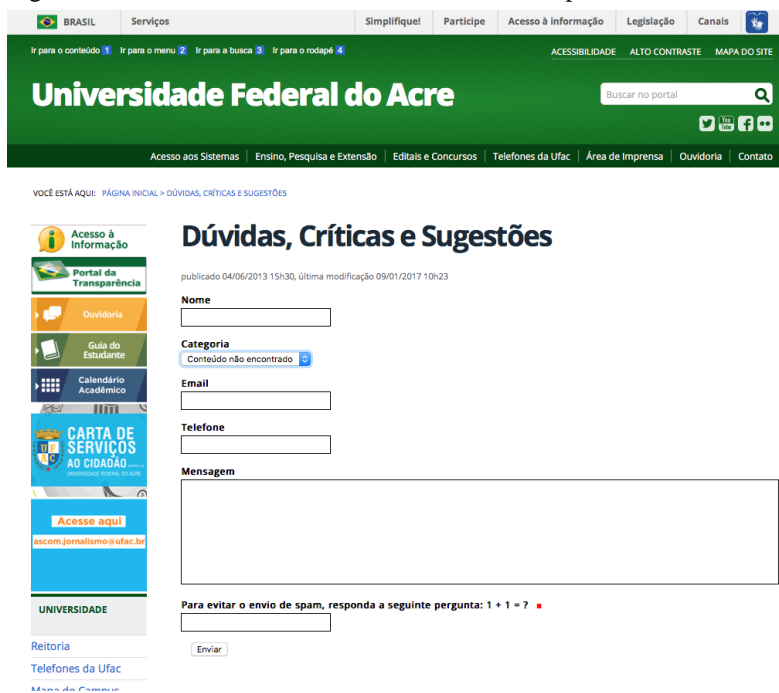 BRASIL Serviços Simplifique! Participe Acesso à informação Legislação Canais
Ir para o conteúdo 1 Ir para o menu 2 Ir para a busca 3 Ir para o rodapé 4 ACESSIBILIDADE ALTO CONTRASTE MAPA DO SITE
Universidade Federal do Acre
Buscar no portal
Acesso aos Sistemas Ensino, Pesquisa e Extensão Editais e Concursos Telefones da Ufac Área de Imprensa Ouvidoria Contato
VOCÊ ESTÁ AQUI: PÁGINA INICIAL > DÚVIDAS, CRÍTICAS E SUGESTÕES
Acesso à
Informação
Portal da
Transparência
Ouvidoria
Guia do
Estudante
Calendário
Acadêmico
CARTA DE
SERVIÇOS
AO CIDADÃO
Acesse aqui
ascom.jornalismo@ufac.br
UNIVERSIDADE
Reitoria
Telefones da Ufac
Mapa do Campus
Dúvidas, Críticas e Sugestões
publicado 04/06/2013 15h30, última modificação 09/01/2017 10h23
Nome
Categoria
Conteúdo não encontrado
Email
Telefone
Mensagem
Para evitar o envio de spam, responda a seguinte pergunta: 1 + 1 = ?
Enviar